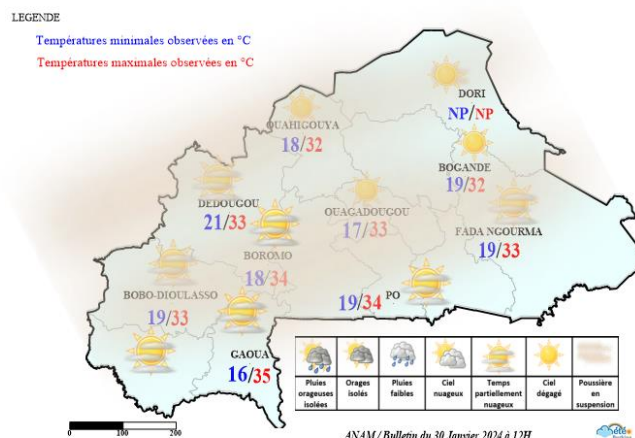 LEGENDE
Températures minimales observées en °C
Températures maximales observées en °C
DORI
NP/NP
OUAHIGOUYA
18/32
BOGANDE
19/32
DEDOUGOU
21/33
OUAGADOUGOU
17/33
FADA NGOURMA
19/33
BOROMO
18/34
BOBO-DIOULASSO
19/33
PO
19/34
GAOUA
16/35
Pluies orageuses isolées
Orages isolés
Pluies faibles
Ciel nuageux
Temps partiellement nuageux
Ciel dégagé
Poussière en suspension
0 100 200
ANAM / Bulletin du 30 Janvier 2024 à 12H